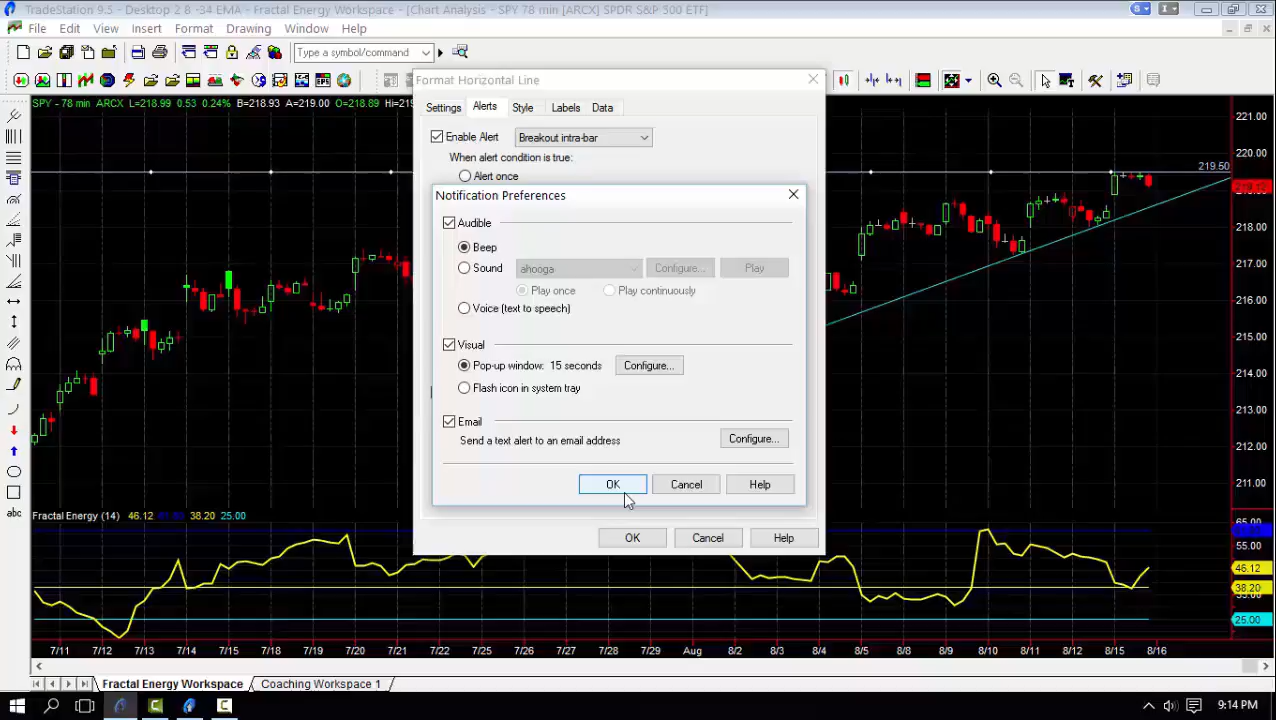 TradeStation 9.5 - Desktop 2 8 -34 EMA - Fractal Energy Workspace - [Chart Analysis - SPY 78 min [ARCX] SPDR S&P 500 ETF]
File Edit View Insert Format Drawing Window Help
Type a symbol/command
SPY - 78 min ARCX L=218.99 0.53 0.24% B=218.93 A=219.00 O=218.89 Hi=219
Format Horizontal Line
Settings Alerts Style Labels Data
Enable Alert Breakout intra-bar
When alert condition is true:
Alert once
Notification Preferences
Audible
Beep
Sound ahooga Configure... Play
Play once Play continuously
Voice (text to speech)
Visual
Pop-up window: 15 seconds Configure...
Flash icon in system tray
Email
Send a text alert to an email address Configure...
OK Cancel Help
OK Cancel Help
219.50
221.00
220.00
218.00
217.00
216.00
215.00
214.00
213.00
212.00
211.00
Fractal Energy (14) 46.12 38.20 25.00
65.00
55.00
46.12
38.20
25.00
7/11 7/12 7/13 7/14 7/15 7/18 7/19 7/20 7/21 7/22 7/25 7/26 7/27 7/28 7/29 Aug 8/2 8/3 8/4 8/5 8/8 8/9 8/10 8/11 8/12 8/15 8/16
Fractal Energy Workspace Coaching Workspace 1
9:14 PM